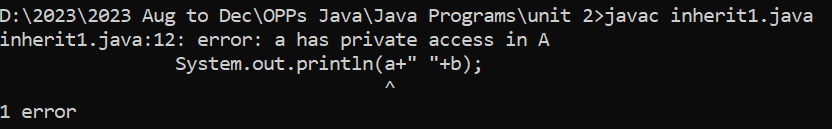 D:\2023\2023 Aug to Dec\OPPs Java\Java Programs\unit 2>javac inherit1.java
inherit1.java:12: error: a has private access in A
System.out.println(a+" "+b);
^
1 error